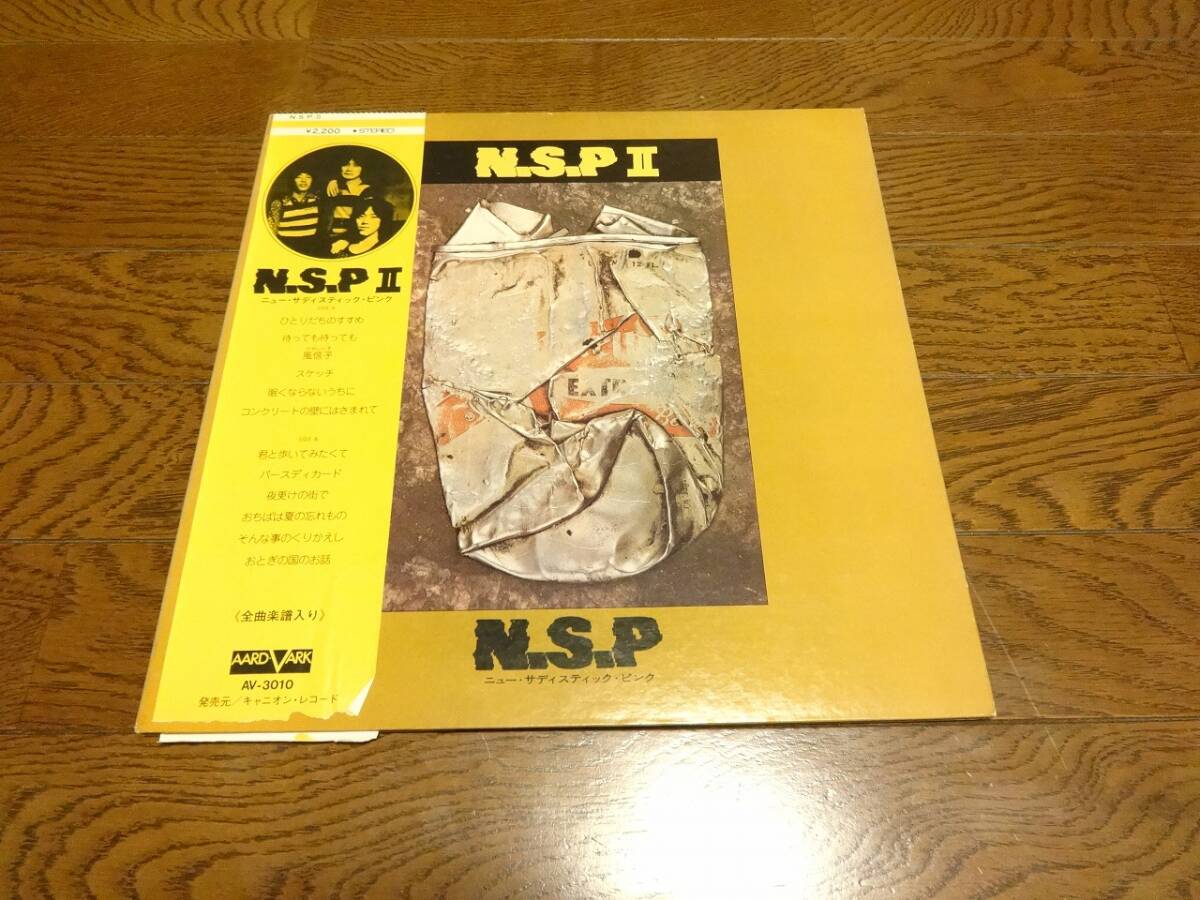 N.S.P.II
¥2,200 ●STEREO
N.S.P II
ニュー・サディスティック・ピンク
SIDE A
ひとりだちのすすめ
待っても待っても
風信子
スケッチ
眠くならないうちに
コンクリートの壁にはさまれて
SIDE B
君と歩いてみたくて
バースディカード
夜更けの街で
おちばは夏の忘れもの
そんな事のくりかえし
おとぎの国のお話
《全曲楽譜入り》
AARD-VARK
AV-3010
発売元/キャニオン・レコード
N.S.P II
12 FL.
N.S.P
ニュー・サディスティック・ピンク